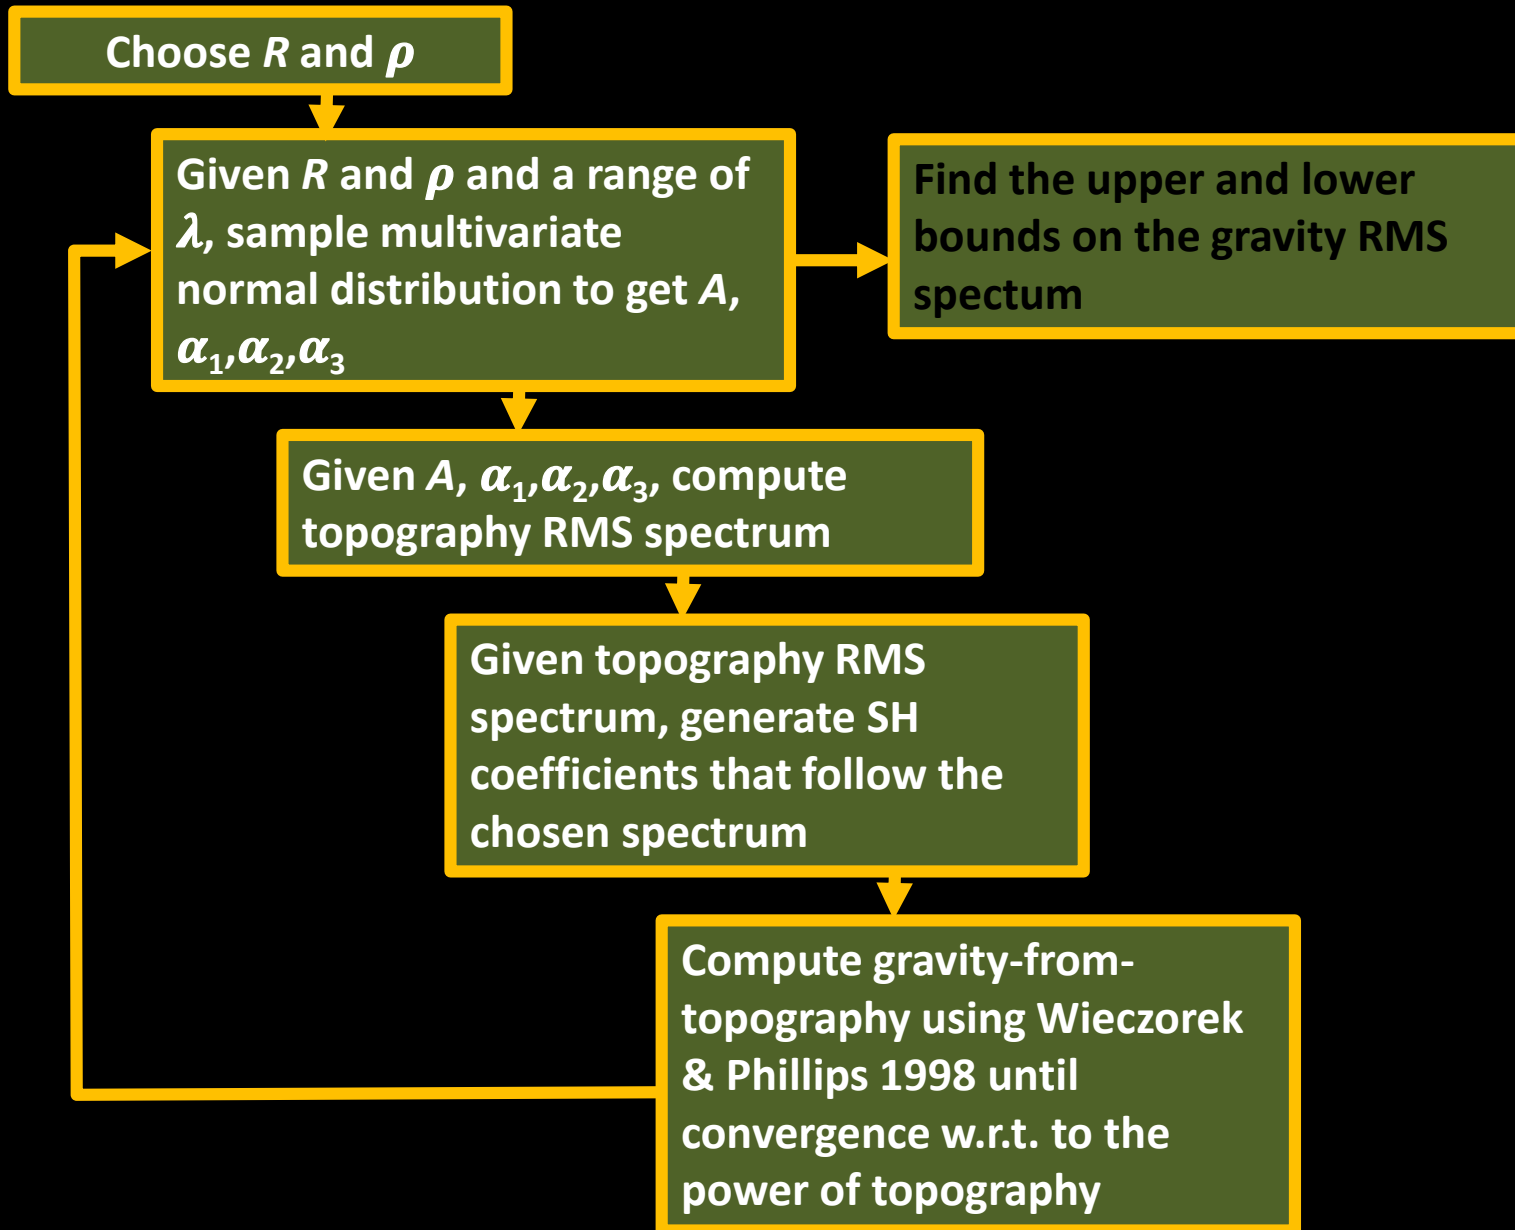 Choose R and ρ
Given R and ρ and a range of
λ, sample multivariate
normal distribution to get A,
α₁,α₂,α₃
Find the upper and lower
bounds on the gravity RMS
spectum
Given A, α₁,α₂,α₃, compute
topography RMS spectrum
Given topography RMS
spectrum, generate SH
coefficients that follow the
chosen spectrum
Compute gravity-from-
topography using Wieczorek
& Phillips 1998 until
convergence w.r.t. to the
power of topography